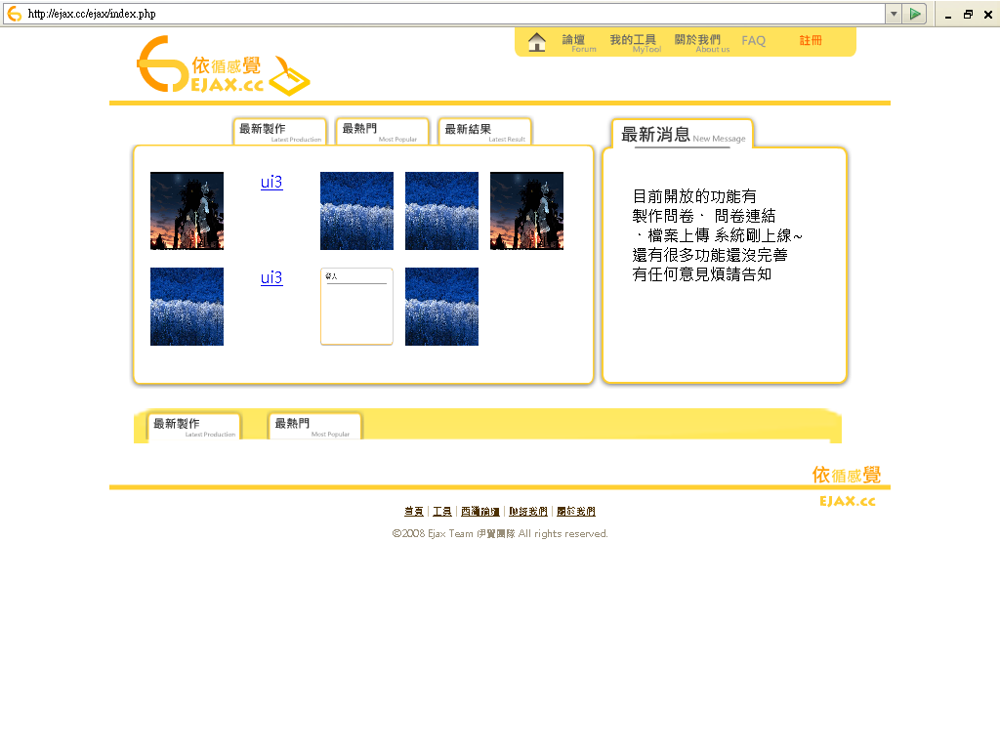 http://ejax.cc/ejax/index.php
論壇 我的工具 關於我們 FAQ 註冊
Forum MyTool About us
依循感覺
EJAX.cc
最新製作 最熱門 最新結果
Latest Production Most Popular Latest Result
最新消息 New Message
ui3
目前開放的功能有
製作問卷、 問卷連結
、檔案上傳 系統剛上線~
還有很多功能還沒完善
有任何意見煩請告知
ui3
登入
最新製作 最熱門
Latest Production Most Popular
依循感覺
EJAX.cc
首頁 | 工具 | 西灣論壇 | 聯絡我們 | 關於我們
©2008 Ejax Team 伊賀團隊 All rights reserved.